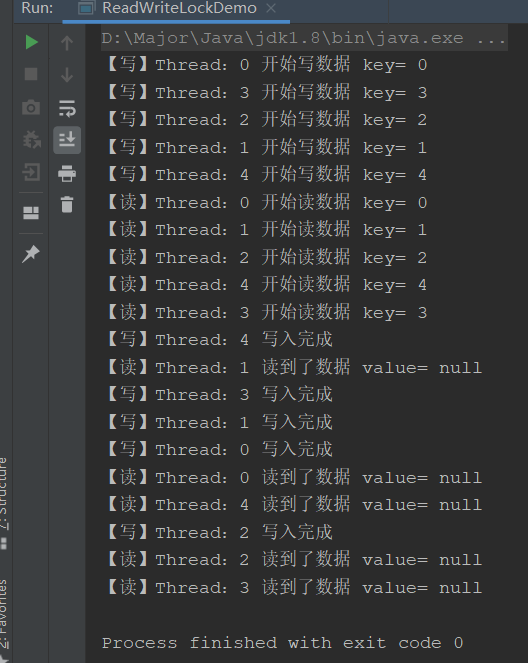 Run: ReadWriteLockDemo ×
D:\Major\Java\jdk1.8\bin\java.exe ...
【写】Thread：0 开始写数据 key= 0
【写】Thread：3 开始写数据 key= 3
【写】Thread：2 开始写数据 key= 2
【写】Thread：1 开始写数据 key= 1
【写】Thread：4 开始写数据 key= 4
【读】Thread：0 开始读数据 key= 0
【读】Thread：1 开始读数据 key= 1
【读】Thread：2 开始读数据 key= 2
【读】Thread：4 开始读数据 key= 4
【读】Thread：3 开始读数据 key= 3
【写】Thread：4 写入完成
【读】Thread：1 读到了数据 value= null
【写】Thread：3 写入完成
【写】Thread：1 写入完成
【写】Thread：0 写入完成
【读】Thread：0 读到了数据 value= null
【读】Thread：4 读到了数据 value= null
【写】Thread：2 写入完成
【读】Thread：2 读到了数据 value= null
【读】Thread：3 读到了数据 value= null
Process finished with exit code 0
7: Structure
2: Favorites